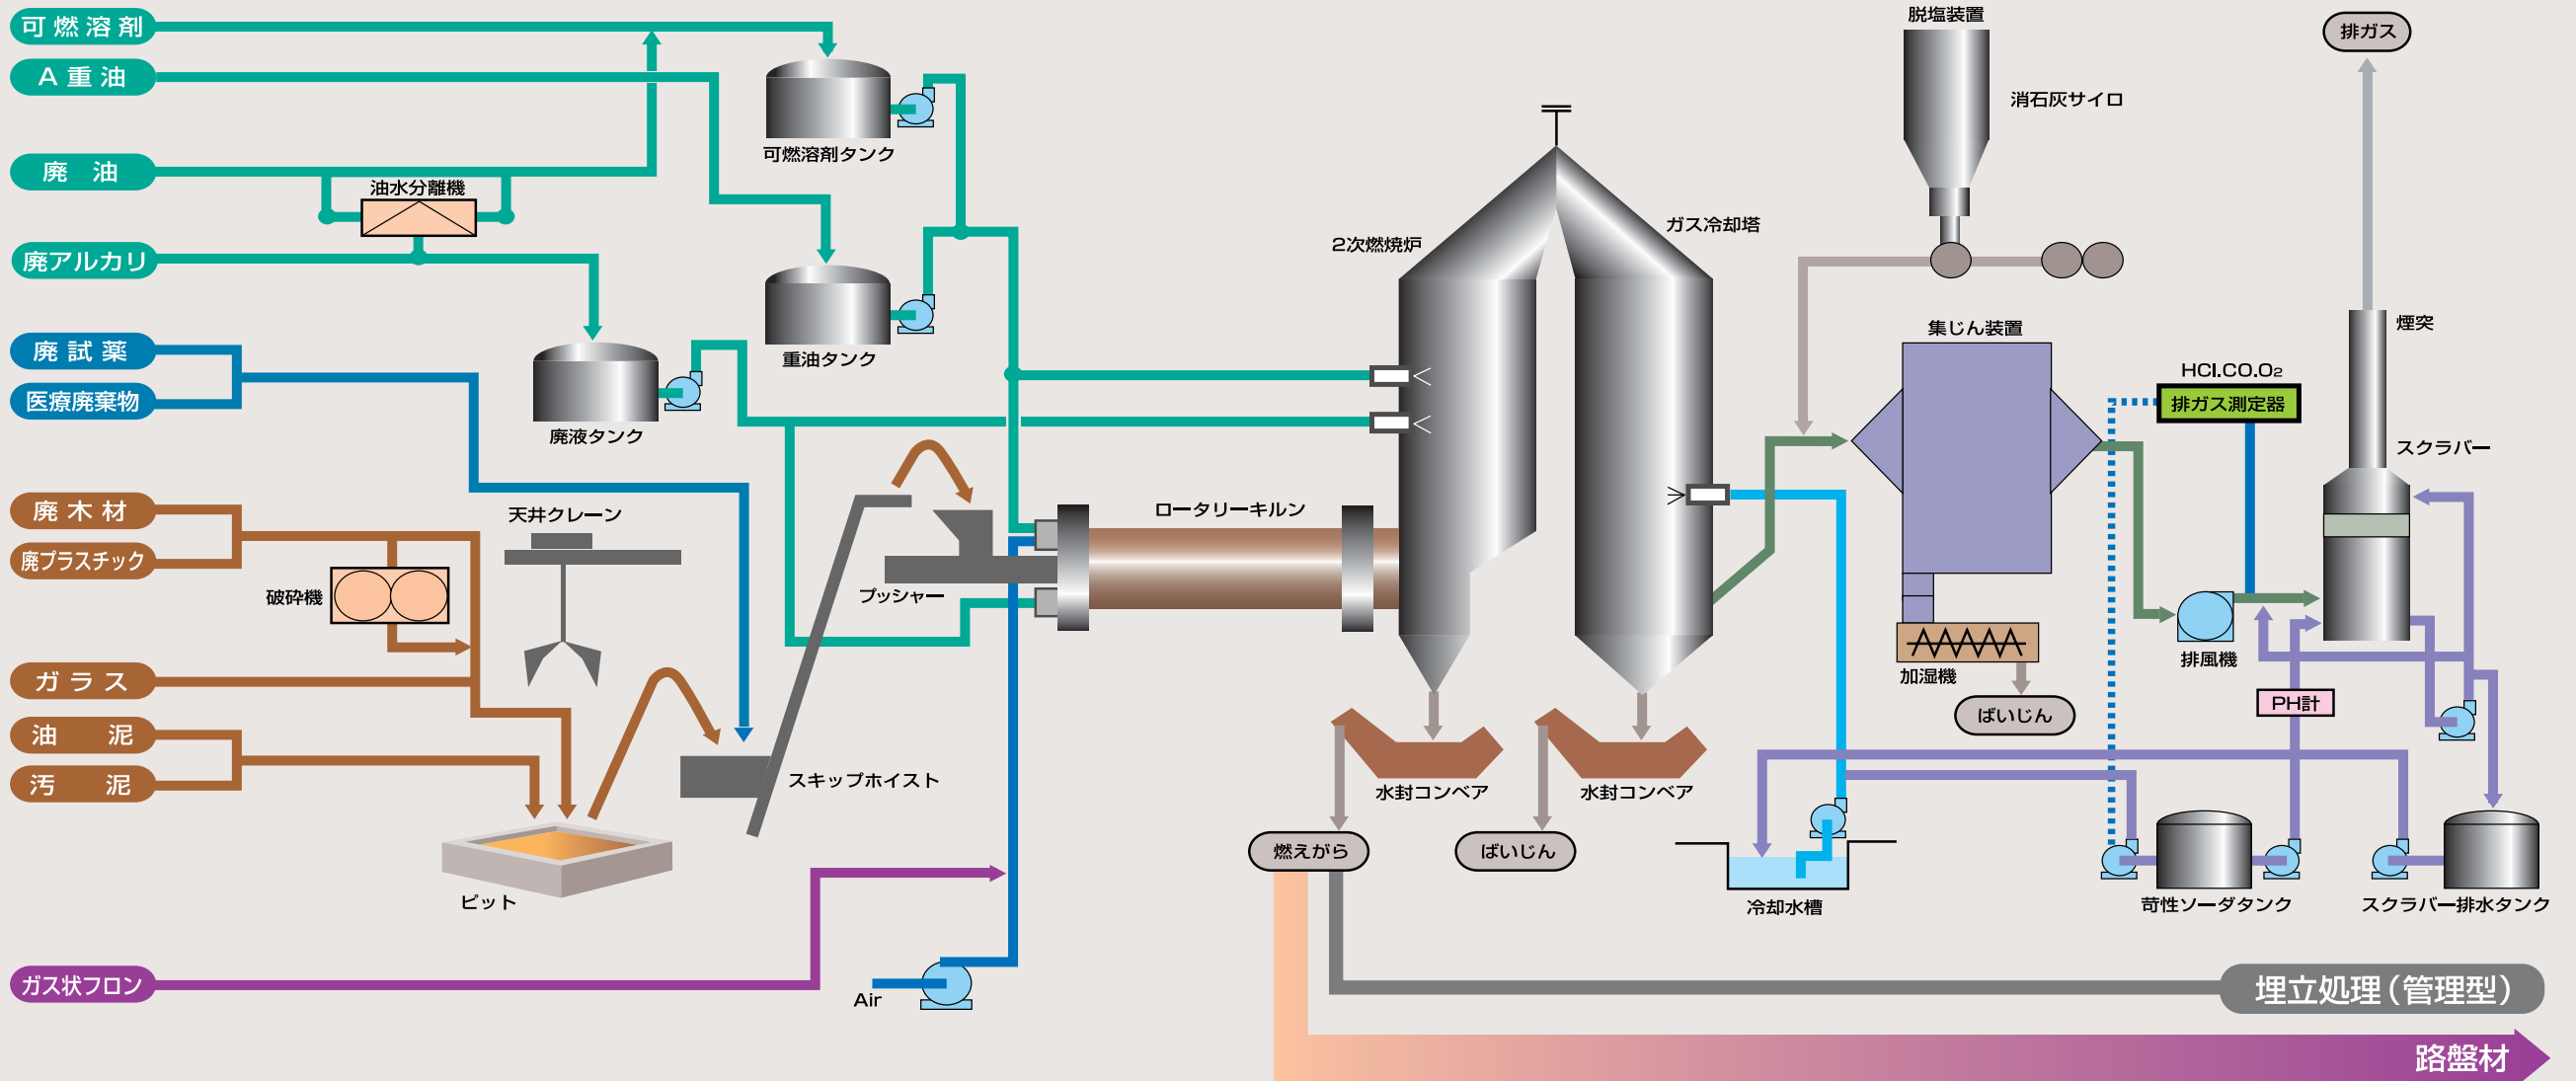 可燃溶剤
A重油
廃　油
廃アルカリ
廃試薬
医療廃棄物
廃木材
廃プラスチック
ガラス
油　泥
汚　泥
ガス状フロン
油水分離機
破砕機
天井クレーン
ピット
可燃溶剤タンク
重油タンク
廃液タンク
スキップホイスト
プッシャー
Air
ロータリーキルン
2次燃焼炉
ガス冷却塔
水封コンベア
水封コンベア
燃えがら
ばいじん
冷却水槽
脱塩装置
消石灰サイロ
集じん装置
加湿機
ばいじん
HCl.CO.O₂
排ガス測定器
排風機
PH計
排ガス
煙突
スクラバー
苛性ソーダタンク
スクラバー排水タンク
埋立処理（管理型）
路盤材